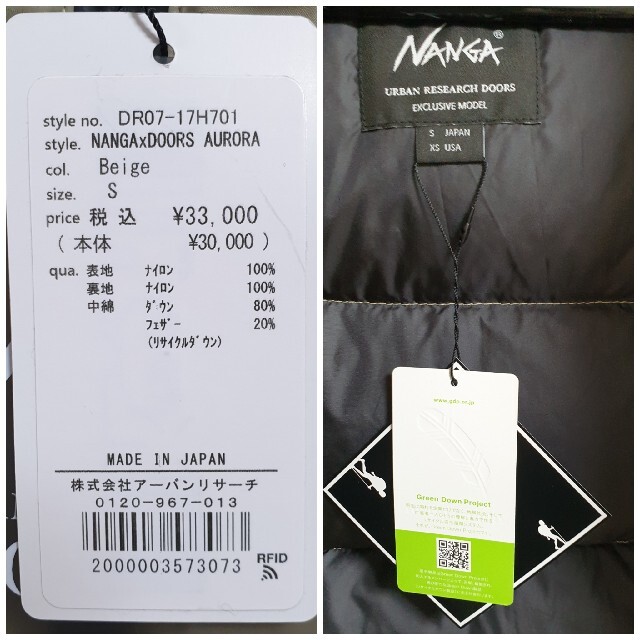 style no. DR07-17H701
style. NANGAxDOORS AURORA
col. Beige
size. S
price 税込 ¥33,000
( 本体 ¥30,000 )
qua. 表地 ﾅｲﾛﾝ 100%
裏地 ﾅｲﾛﾝ 100%
中綿 ﾀﾞｳﾝ 80%
ﾌｪｻﾞｰ 20%
(ﾘｻｲｸﾙﾀﾞｳﾝ)
MADE IN JAPAN
株式会社アーバンリサーチ
0120-967-013
RFID
2000003573073
NANGA®
URBAN RESEARCH DOORS
EXCLUSIVE MODEL
S JAPAN
XS USA
www.gdp.or.jp
Green Down Project